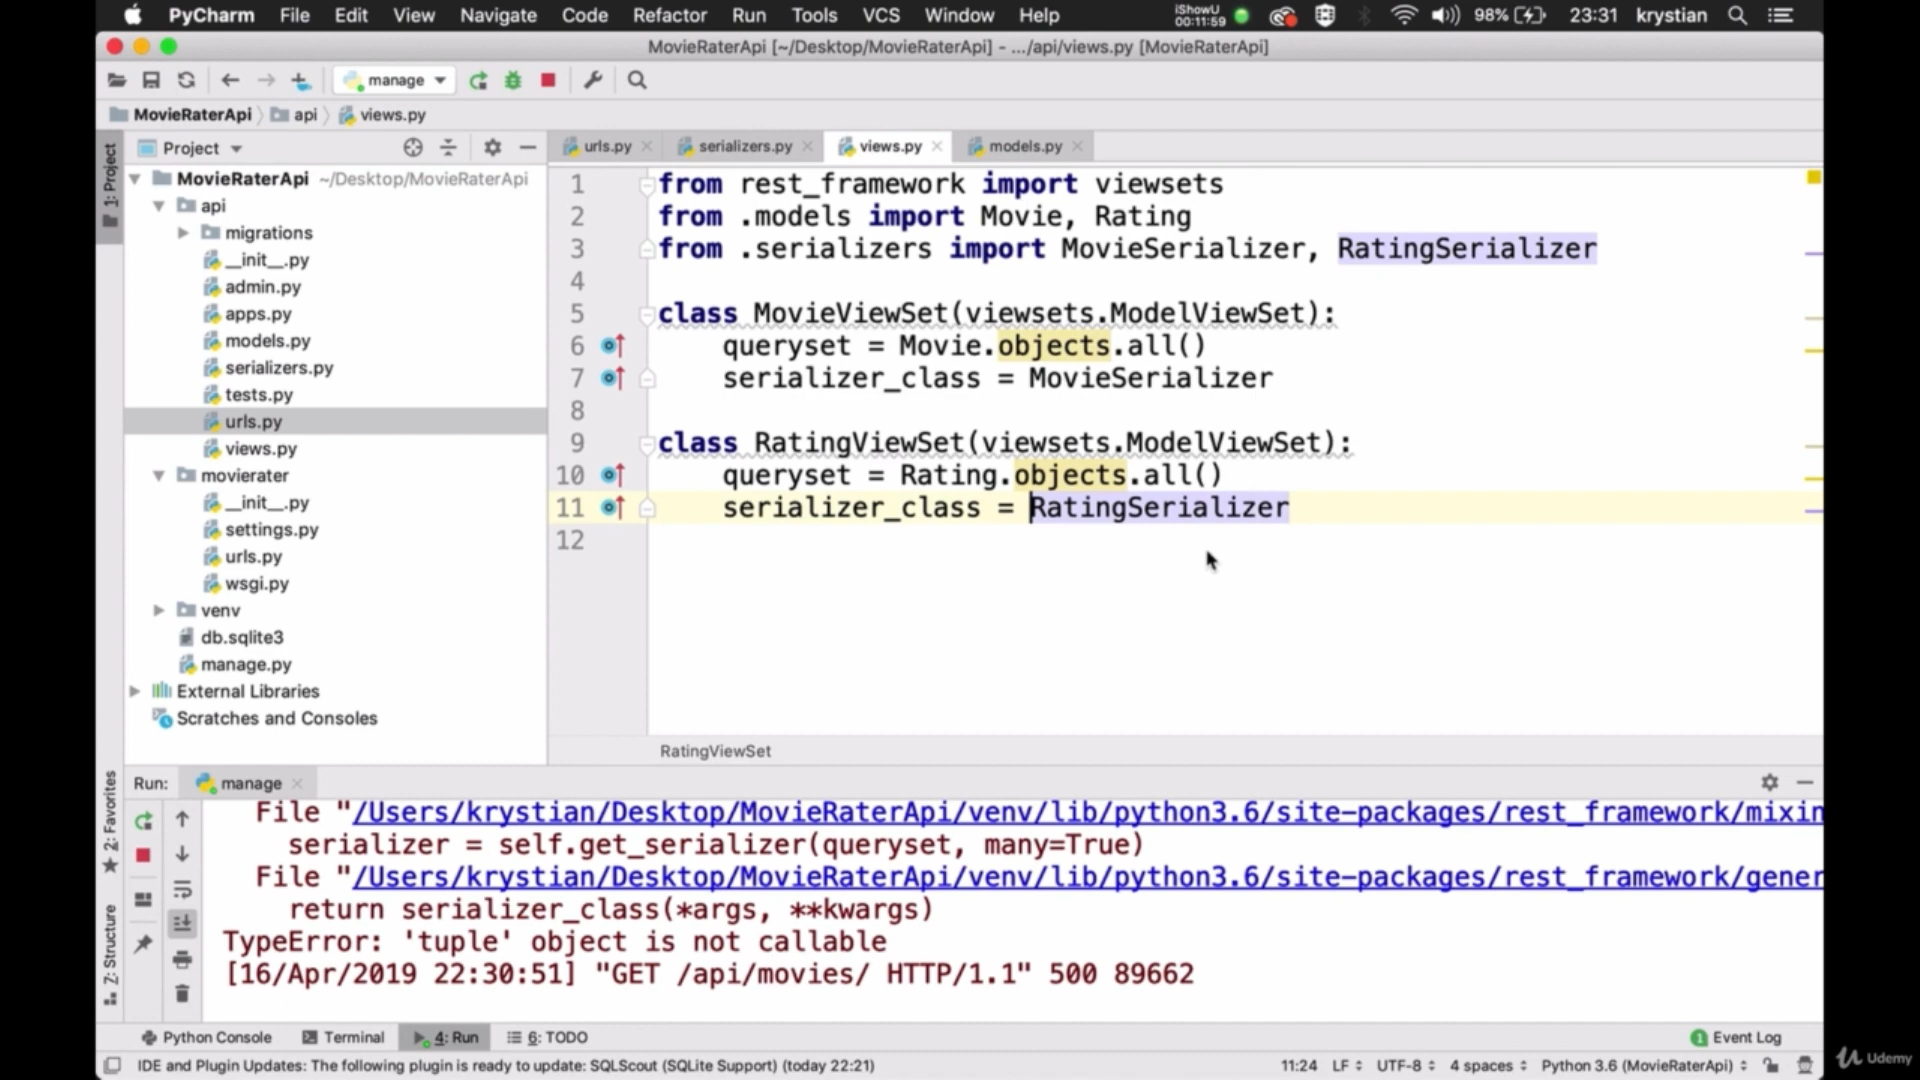 PyCharm File Edit View Navigate Code Refactor Run Tools VCS Window Help iShowU 00:11:59 98% 23:31 krystian
MovieRaterApi [~/Desktop/MovieRaterApi] - .../api/views.py [MovieRaterApi]
manage
MovieRaterApi api views.py
1: Project
Project
MovieRaterApi ~/Desktop/MovieRaterApi
api
migrations
__init__.py
admin.py
apps.py
models.py
serializers.py
tests.py
urls.py
views.py
movierater
__init__.py
settings.py
urls.py
wsgi.py
venv
db.sqlite3
manage.py
External Libraries
Scratches and Consoles
urls.py serializers.py views.py models.py
1 from rest_framework import viewsets
2 from .models import Movie, Rating
3 from .serializers import MovieSerializer, RatingSerializer
4
5 class MovieViewSet(viewsets.ModelViewSet):
6 queryset = Movie.objects.all()
7 serializer_class = MovieSerializer
8
9 class RatingViewSet(viewsets.ModelViewSet):
10 queryset = Rating.objects.all()
11 serializer_class = RatingSerializer
12
RatingViewSet
2: Favorites
Z: Structure
Run: manage
File "/Users/krystian/Desktop/MovieRaterApi/venv/lib/python3.6/site-packages/rest_framework/mixin
serializer = self.get_serializer(queryset, many=True)
File "/Users/krystian/Desktop/MovieRaterApi/venv/lib/python3.6/site-packages/rest_framework/gener
return serializer_class(*args, **kwargs)
TypeError: 'tuple' object is not callable
[16/Apr/2019 22:30:51] "GET /api/movies/ HTTP/1.1" 500 89662
Python Console Terminal 4: Run 6: TODO 1 Event Log
IDE and Plugin Updates: The following plugin is ready to update: SQLScout (SQLite Support) (today 22:21) 11:24 LF UTF-8 4 spaces Python 3.6 (MovieRaterApi)
Udemy